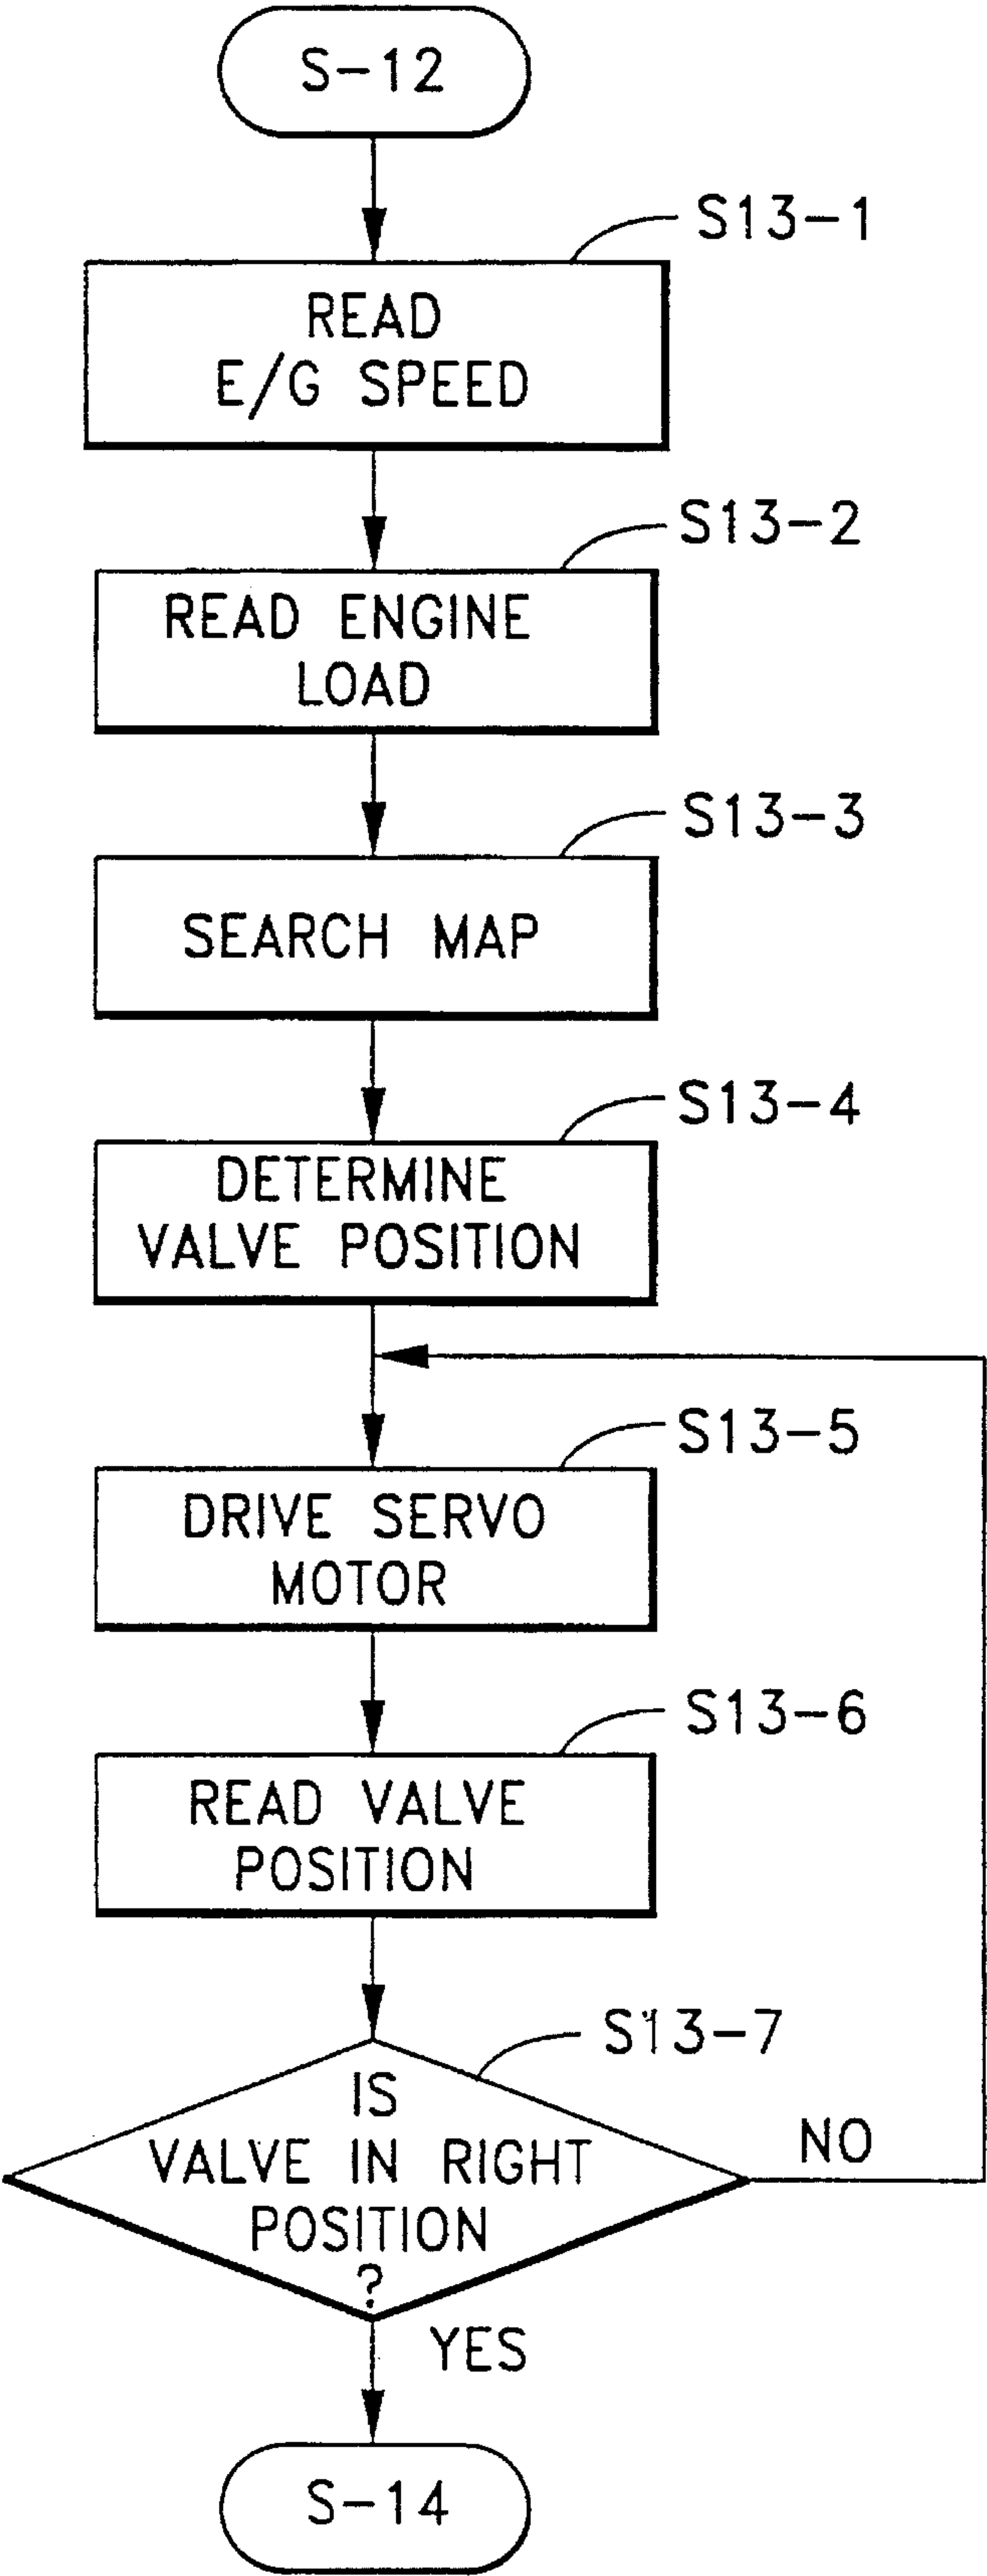 S-12
S13-1
READ
E/G SPEED
S13-2
READ ENGINE
LOAD
S13-3
SEARCH MAP
S13-4
DETERMINE
VALVE POSITION
S13-5
DRIVE SERVO
MOTOR
S13-6
READ VALVE
POSITION
S13-7
IS
VALVE IN RIGHT
POSITION
?
NO
YES
S-14